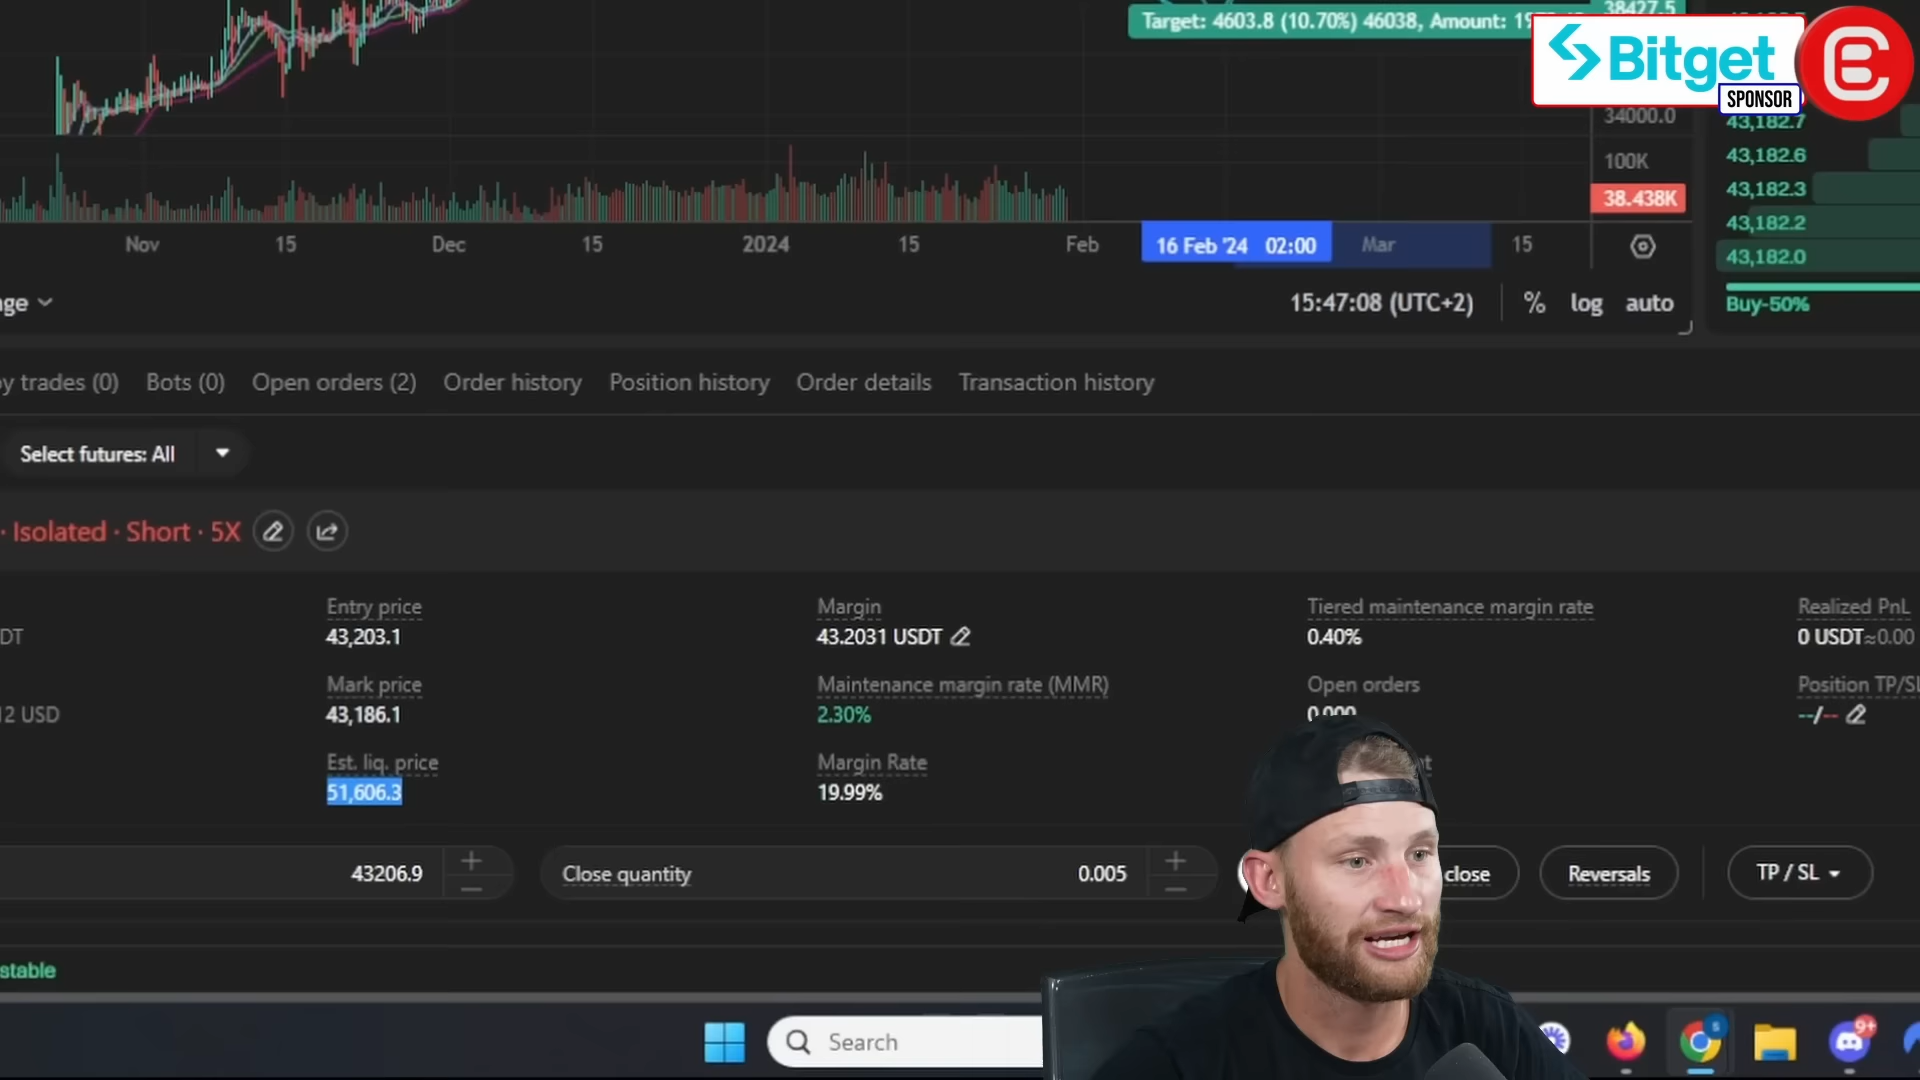 38427.5
Target: 4603.8 (10.70%) 46038, Amount:
Bitget
SPONSOR
34000.0
43,182.7
100K
43,182.6
38.438K
43,182.3
43,182.2
43,182.0
Nov 15 Dec 15 2024 15 Feb 16 Feb '24 02:00 Mar 15
15:47:08 (UTC+2) % log auto
Buy-50%
trades (0) Bots (0) Open orders (2) Order history Position history Order details Transaction history
Select futures: All
· Isolated · Short · 5X
Entry price Margin Tiered maintenance margin rate Realized PnL
43,203.1 43.2031 USDT 0.40% 0 USDT≈0.00
Mark price Maintenance margin rate (MMR) Open orders Position TP/SL
USD 43,186.1 2.30% 0.000 --/--
Est. liq. price Margin Rate
51,606.3 19.99%
43206.9 Close quantity 0.005 close Reversals TP / SL
stable
Search
9+